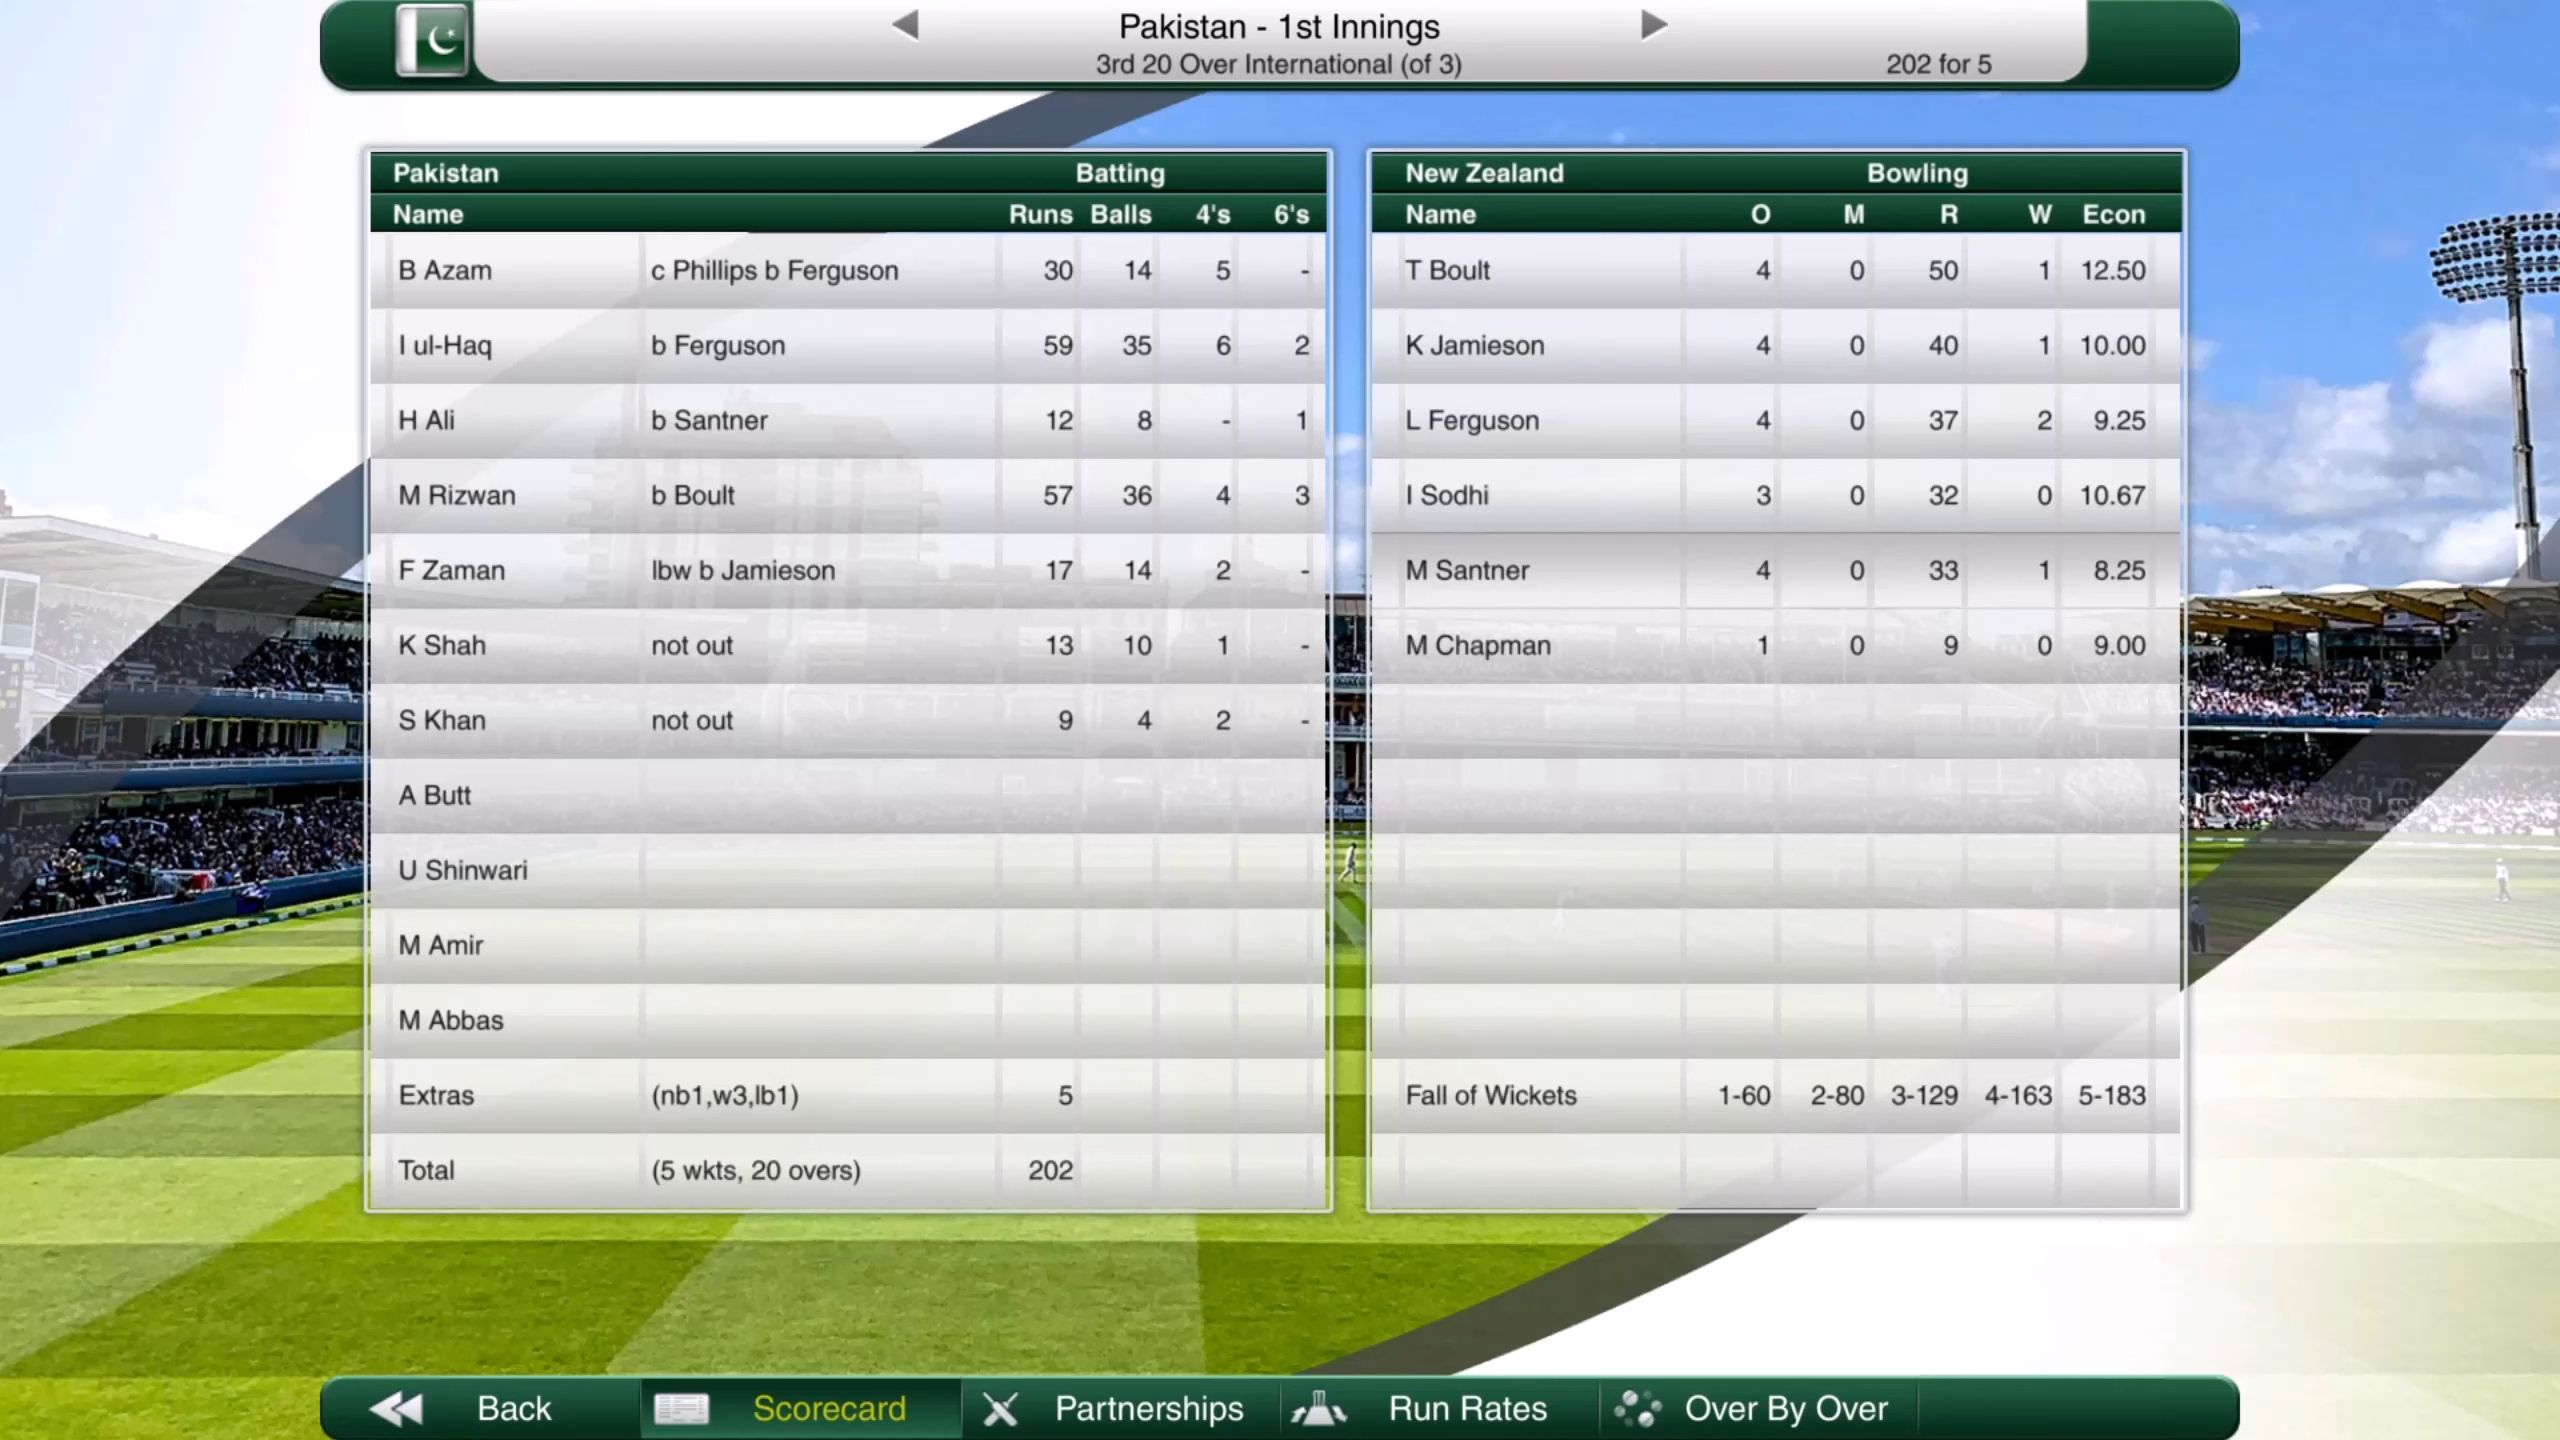 Pakistan - 1st Innings
3rd 20 Over International (of 3) 202 for 5
Pakistan Batting
Name Runs Balls 4's 6's
B Azam c Phillips b Ferguson 30 14 5 -
I ul-Haq b Ferguson 59 35 6 2
H Ali b Santner 12 8 - 1
M Rizwan b Boult 57 36 4 3
F Zaman lbw b Jamieson 17 14 2 -
K Shah not out 13 10 1 -
S Khan not out 9 4 2 -
A Butt
U Shinwari
M Amir
M Abbas
Extras (nb1,w3,lb1) 5
Total (5 wkts, 20 overs) 202
New Zealand Bowling
Name O M R W Econ
T Boult 4 0 50 1 12.50
K Jamieson 4 0 40 1 10.00
L Ferguson 4 0 37 2 9.25
I Sodhi 3 0 32 0 10.67
M Santner 4 0 33 1 8.25
M Chapman 1 0 9 0 9.00
Fall of Wickets 1-60 2-80 3-129 4-163 5-183
Back Scorecard Partnerships Run Rates Over By Over